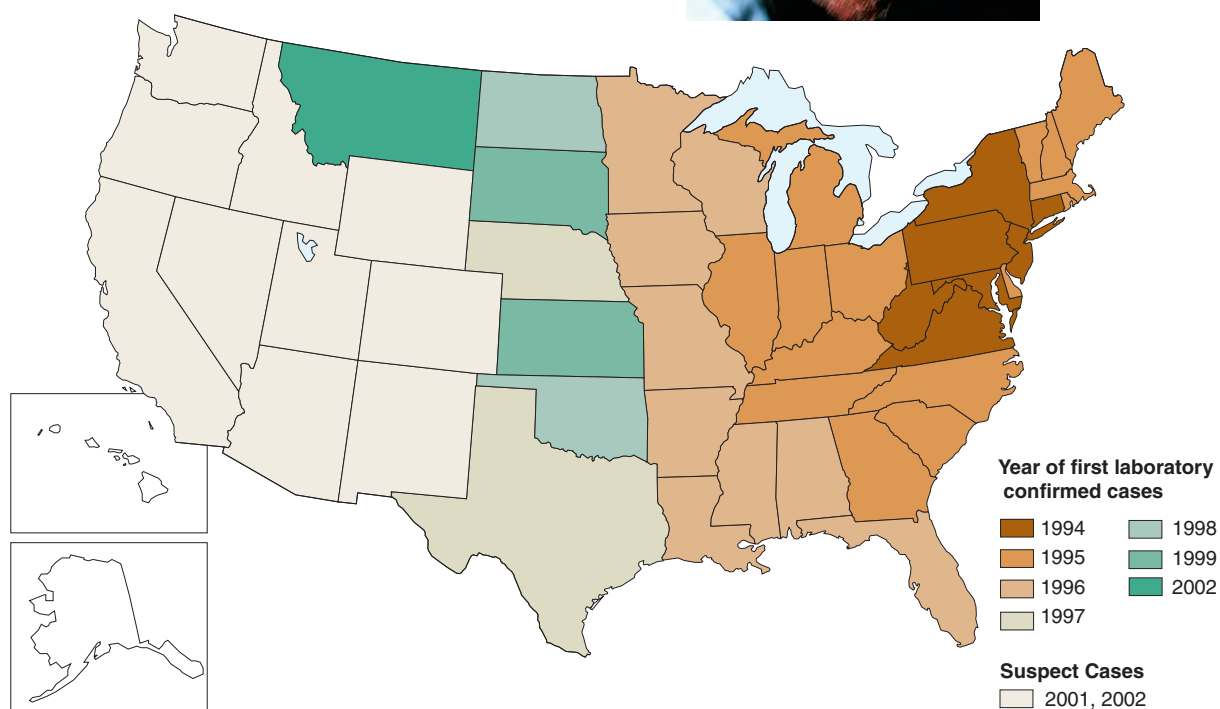 Year of first laboratory
confirmed cases
1994
1995
1996
1997
1998
1999
2002
Suspect Cases
2001, 2002